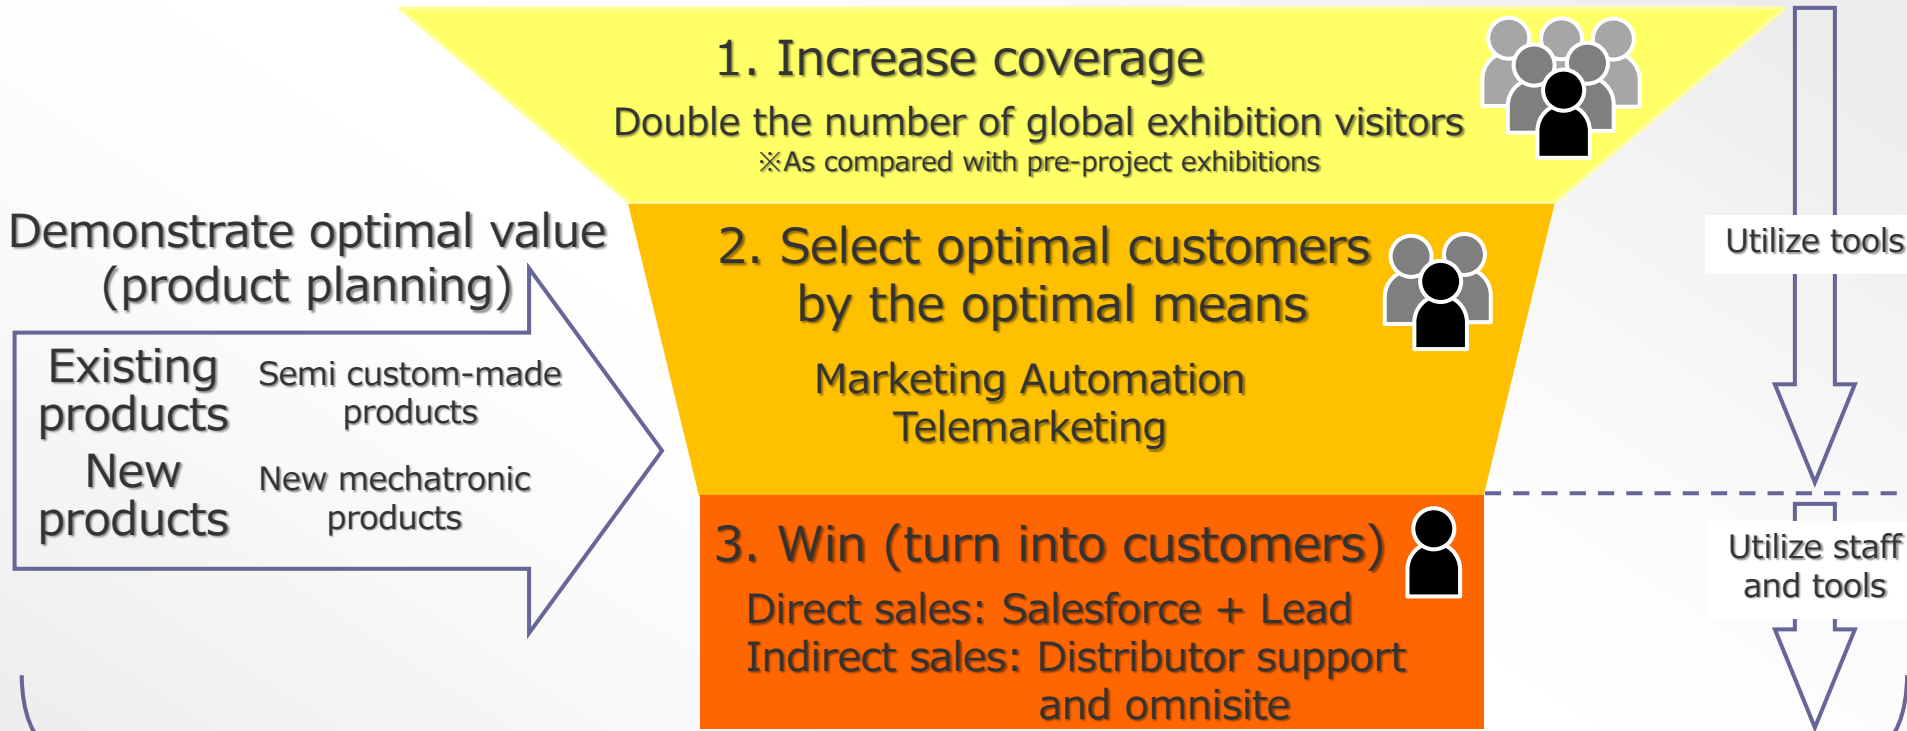 1. Increase coverage
Double the number of global exhibition visitors
※As compared with pre-project exhibitions
Demonstrate optimal value
(product planning)
Existing
products
Semi custom-made
products
New
products
New mechatronic
products
2. Select optimal customers
by the optimal means
Marketing Automation
Telemarketing
3. Win (turn into customers)
Direct sales: Salesforce + Lead
Indirect sales: Distributor support
and omnisite
Utilize tools
Utilize staff
and tools